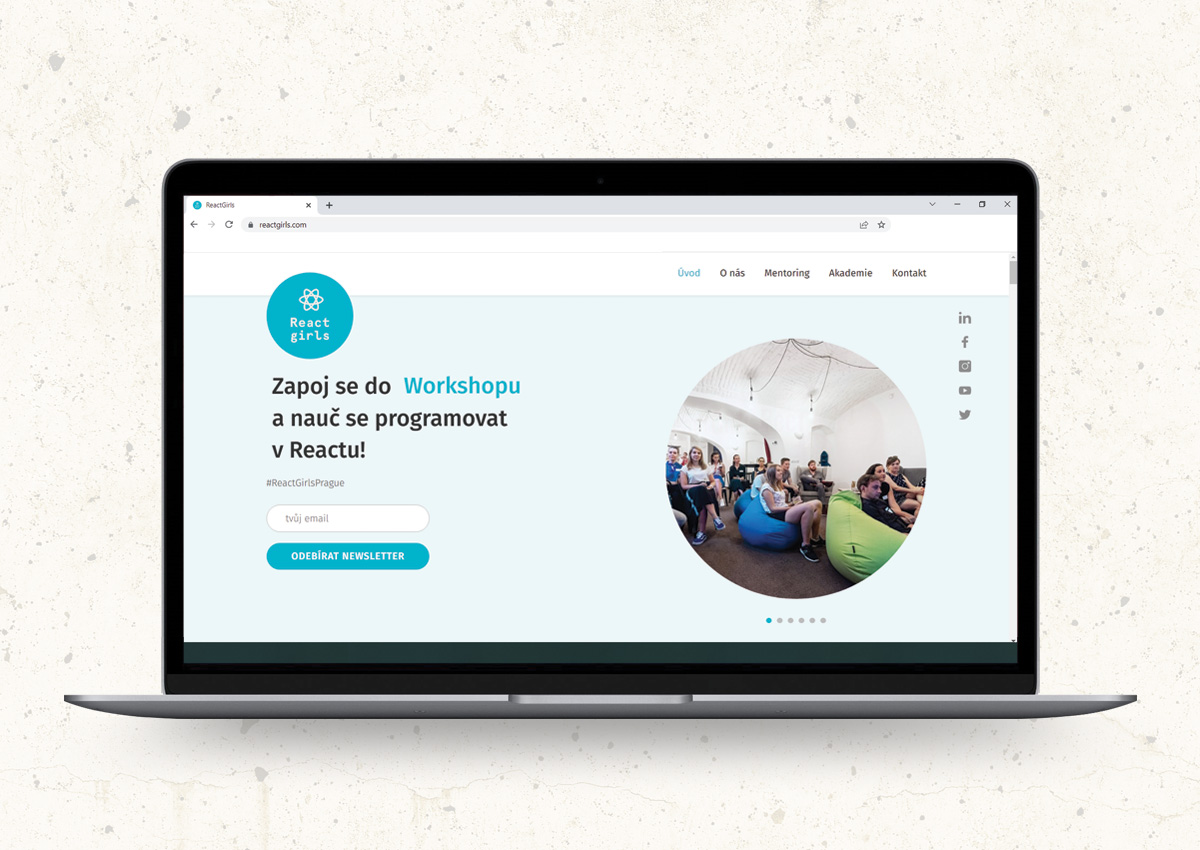 ReactGirls
reactgirls.com
Úvod O nás Mentoring Akademie Kontakt
React
girls
Zapoj se do Workshopu
a nauč se programovat
v Reactu!
#ReactGirlsPrague
tvůj email
ODEBÍRAT NEWSLETTER